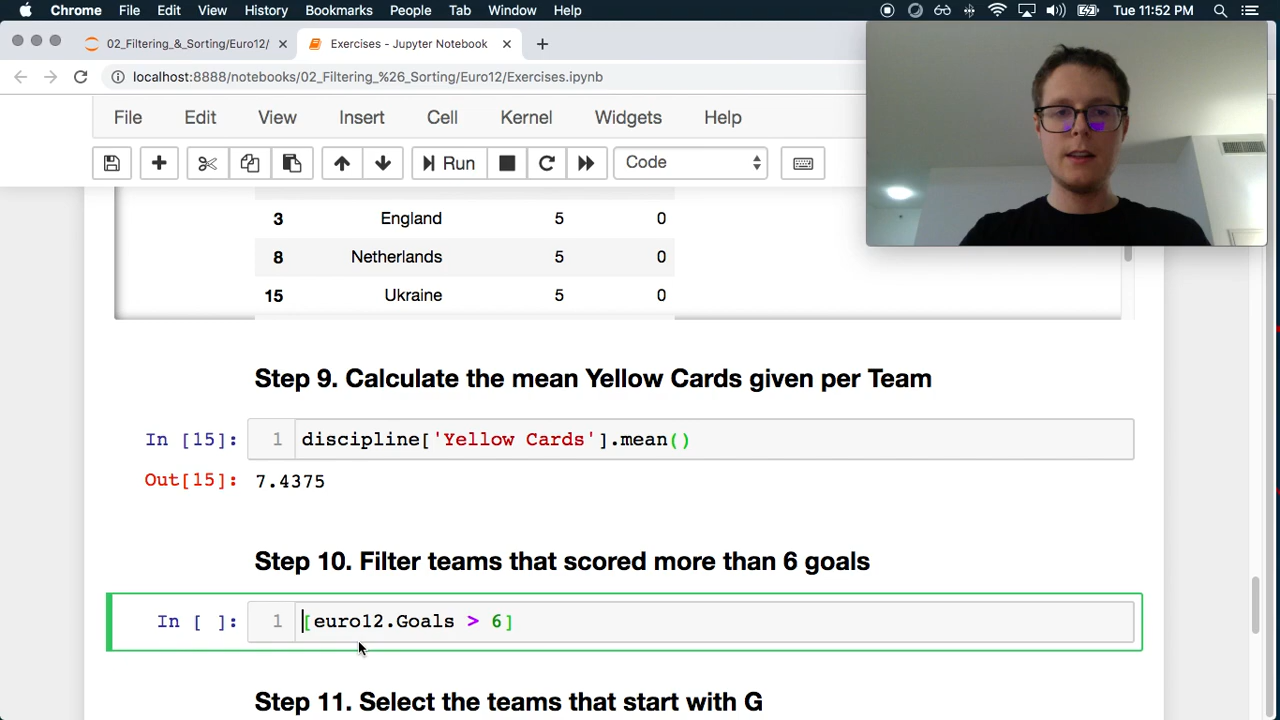 Chrome File Edit View History Bookmarks People Tab Window Help Tue 11:52 PM
02_Filtering_&_Sorting/Euro12/ Exercises - Jupyter Notebook
localhost:8888/notebooks/02_Filtering_%26_Sorting/Euro12/Exercises.ipynb
File Edit View Insert Cell Kernel Widgets Help
Run Code
3 England 5 0
8 Netherlands 5 0
15 Ukraine 5 0
Step 9. Calculate the mean Yellow Cards given per Team
In [15]: 1 discipline['Yellow Cards'].mean()
Out[15]: 7.4375
Step 10. Filter teams that scored more than 6 goals
In [ ]: 1 [euro12.Goals > 6]
Step 11. Select the teams that start with G